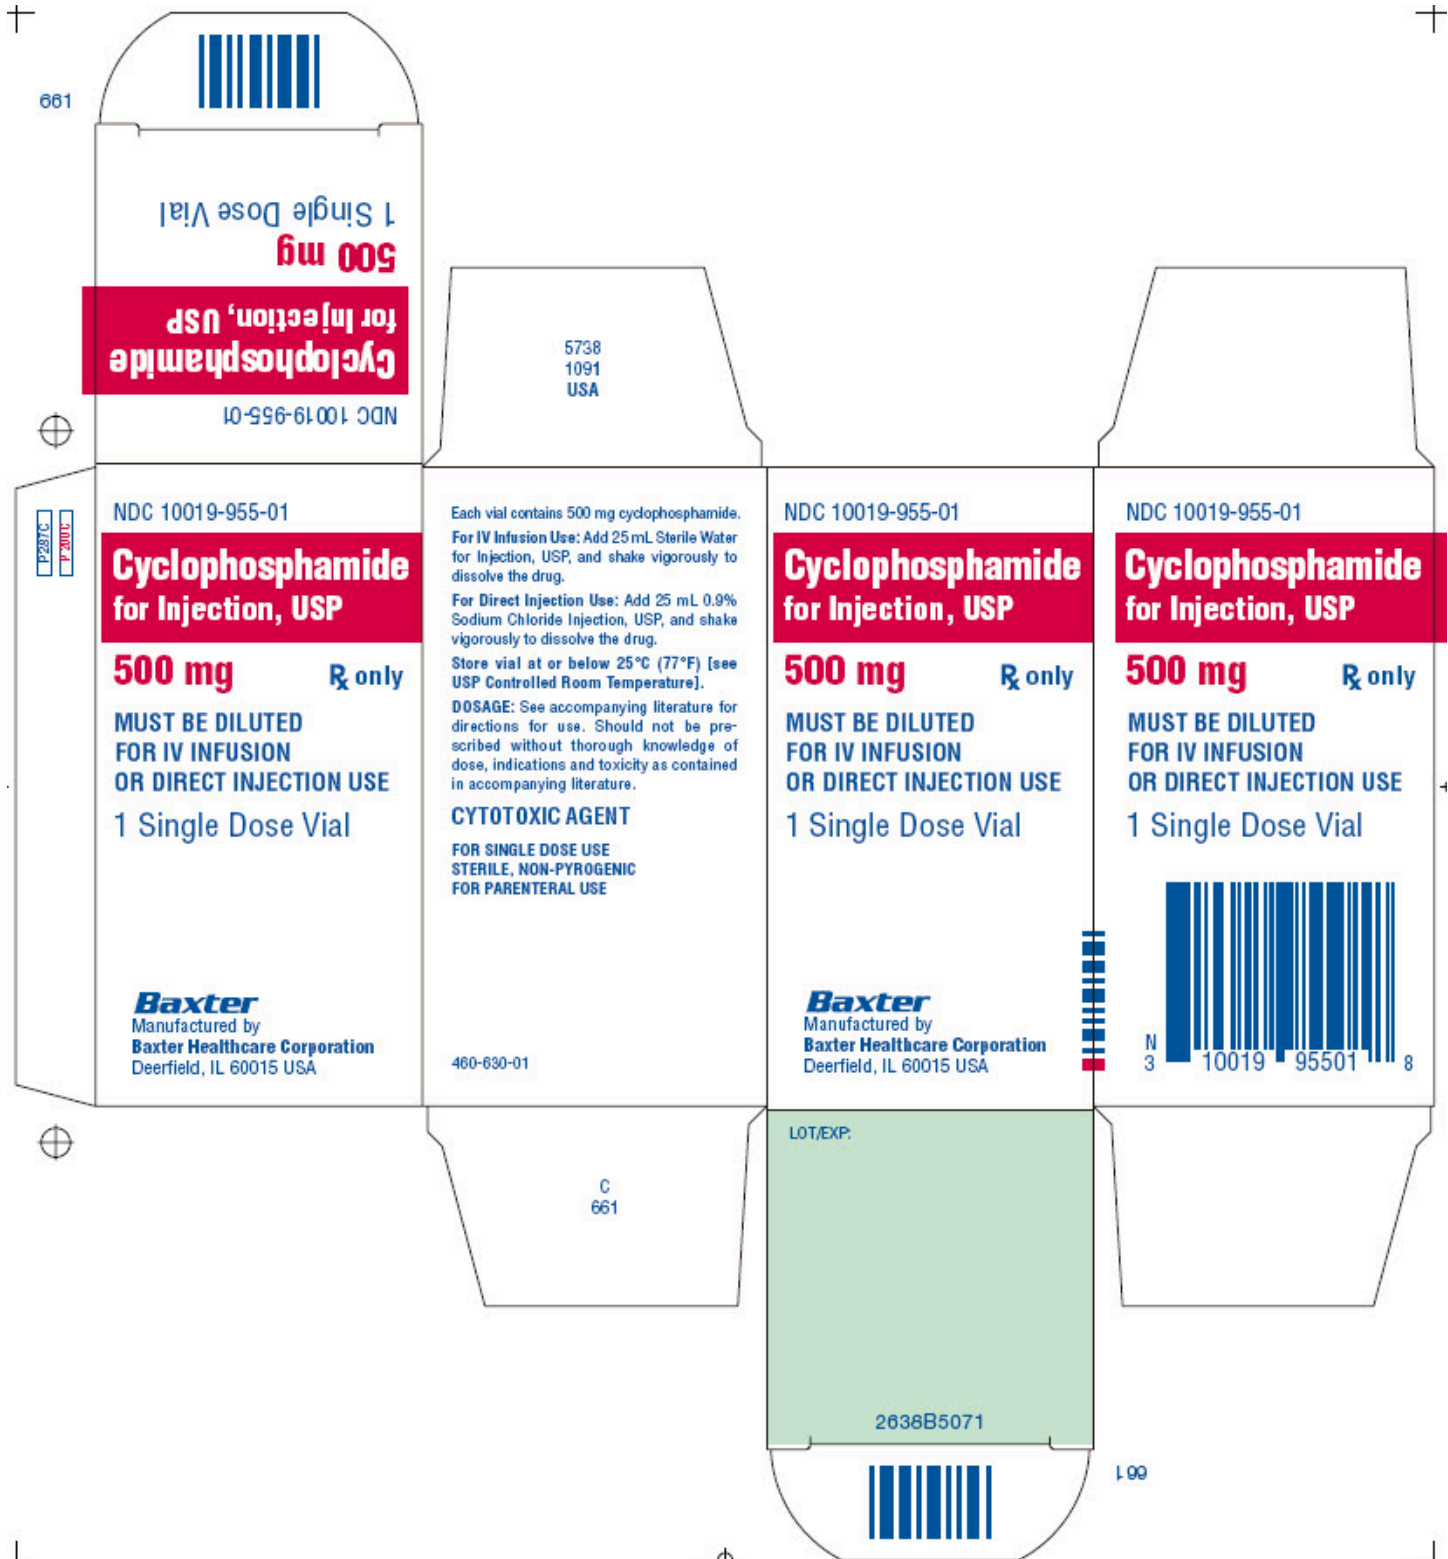 661
1 Single Dose Vial
500 mg
for Injection, USP
Cyclophosphamide
NDC 10019-955-01
5738
1091
USA
P287C
P200C
NDC 10019-955-01
Cyclophosphamide
for Injection, USP
500 mg
Rx only
MUST BE DILUTED
FOR IV INFUSION
OR DIRECT INJECTION USE
1 Single Dose Vial
Baxter
Manufactured by
Baxter Healthcare Corporation
Deerfield, IL 60015 USA
Each vial contains 500 mg cyclophosphamide.
For IV Infusion Use: Add 25 mL Sterile Water
for Injection, USP, and shake vigorously to
dissolve the drug.
For Direct Injection Use: Add 25 mL 0.9%
Sodium Chloride Injection, USP, and shake
vigorously to dissolve the drug.
Store vial at or below 25°C (77°F) [see
USP Controlled Room Temperature].
DOSAGE: See accompanying literature for
directions for use. Should not be pre-
scribed without thorough knowledge of
dose, indications and toxicity as contained
in accompanying literature.
CYTOTOXIC AGENT
FOR SINGLE DOSE USE
STERILE, NON-PYROGENIC
FOR PARENTERAL USE
460-630-01
NDC 10019-955-01
Cyclophosphamide
for Injection, USP
500 mg
Rx only
MUST BE DILUTED
FOR IV INFUSION
OR DIRECT INJECTION USE
1 Single Dose Vial
Baxter
Manufactured by
Baxter Healthcare Corporation
Deerfield, IL 60015 USA
NDC 10019-955-01
Cyclophosphamide
for Injection, USP
500 mg
Rx only
MUST BE DILUTED
FOR IV INFUSION
OR DIRECT INJECTION USE
1 Single Dose Vial
N
3 10019 95501 8
C
661
LOT/EXP:
2638B5071
661